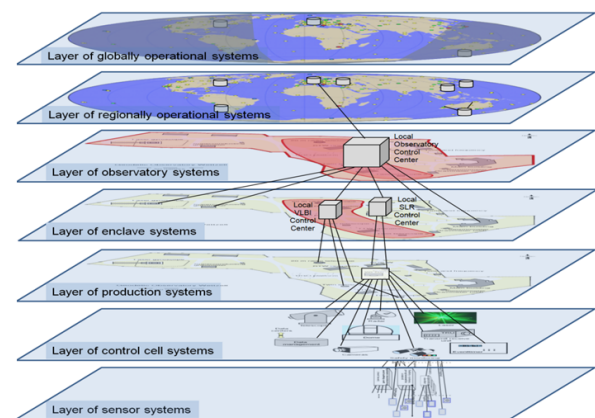 Layer of globally operational systems
Layer of regionally operational systems
Local
Observatory
Control
Center
Layer of observatory systems
Local
VLBI
Control
Center
Local
SLR
Control
Center
Layer of enclave systems
Layer of production systems
Layer of control cell systems
Layer of sensor systems